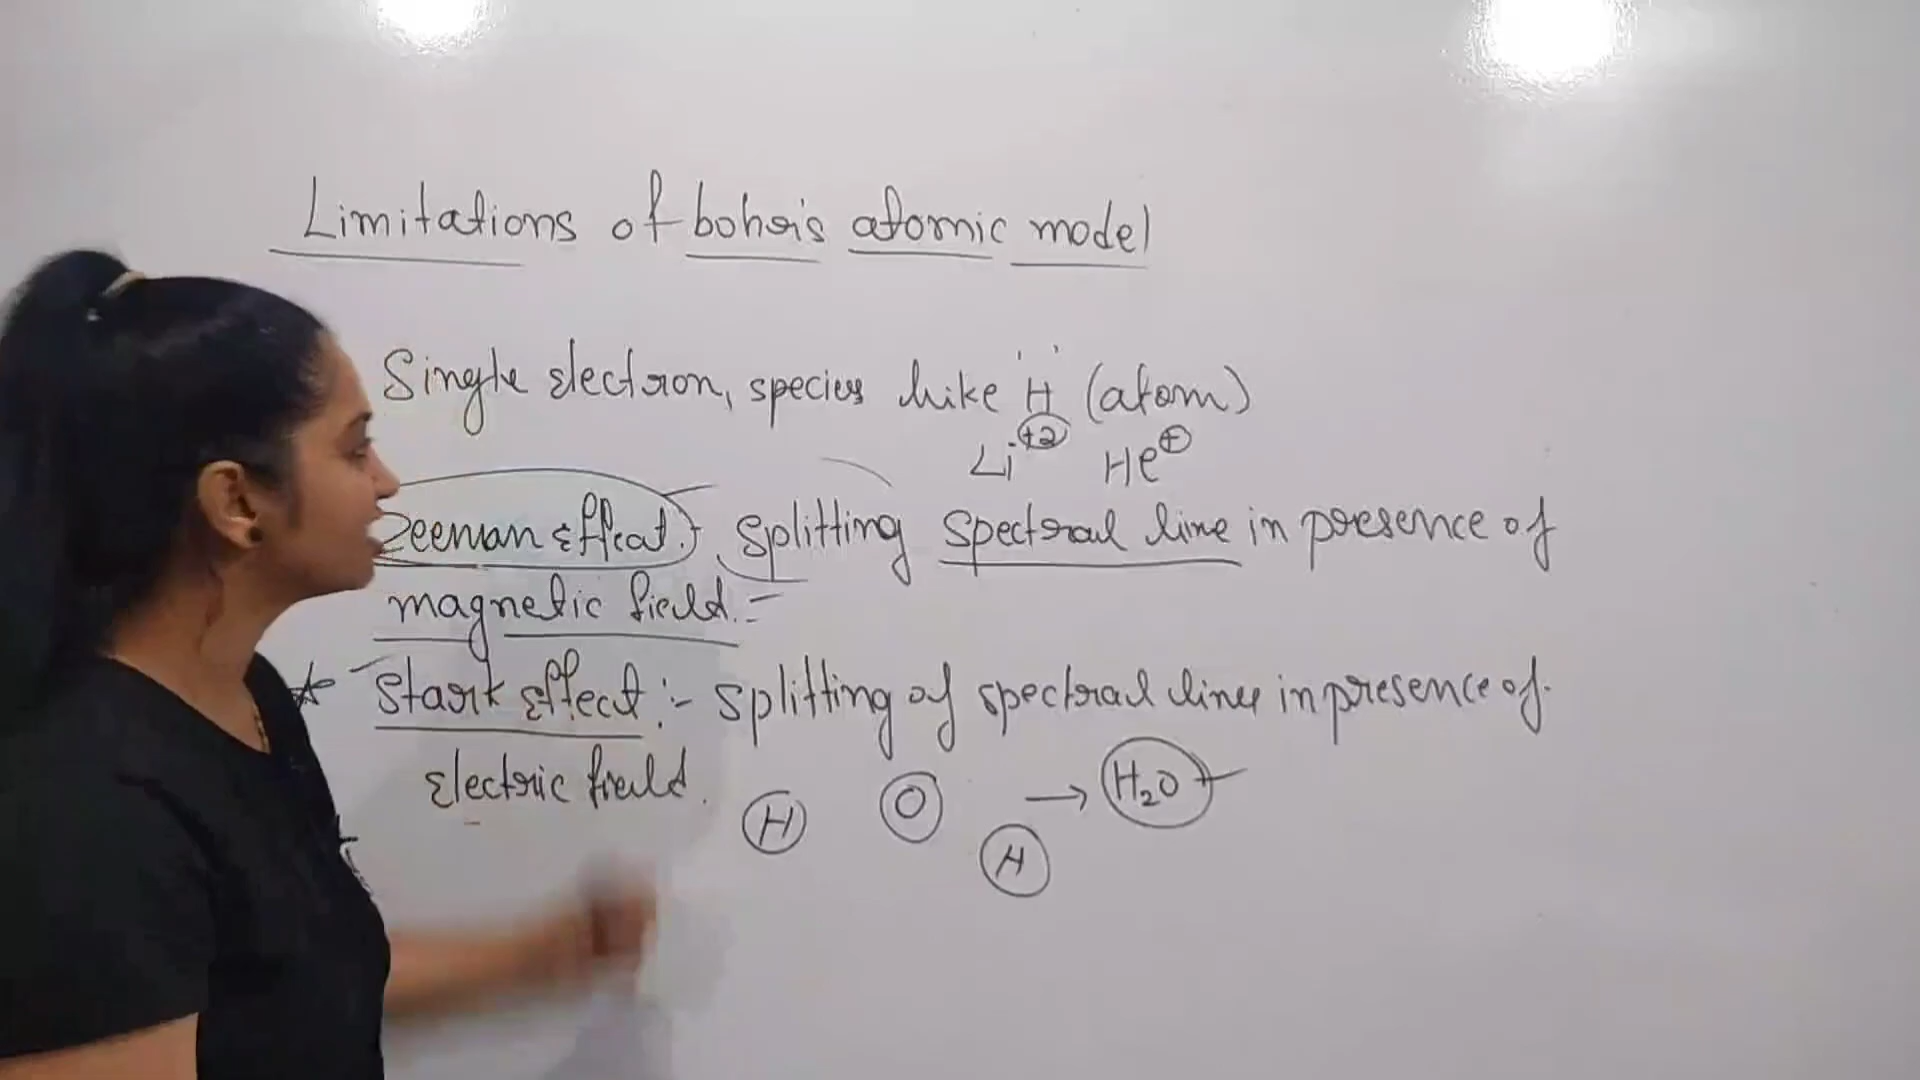 Limitations of bohr's atomic model
Single electron, species like 'H' (atom)
Li+2 He+
Zeeman Effect :- splitting spectral line in presence of
magnetic field. -
* Stark effect :- splitting of spectral lines in presence of
electric field.
H O H → H2O